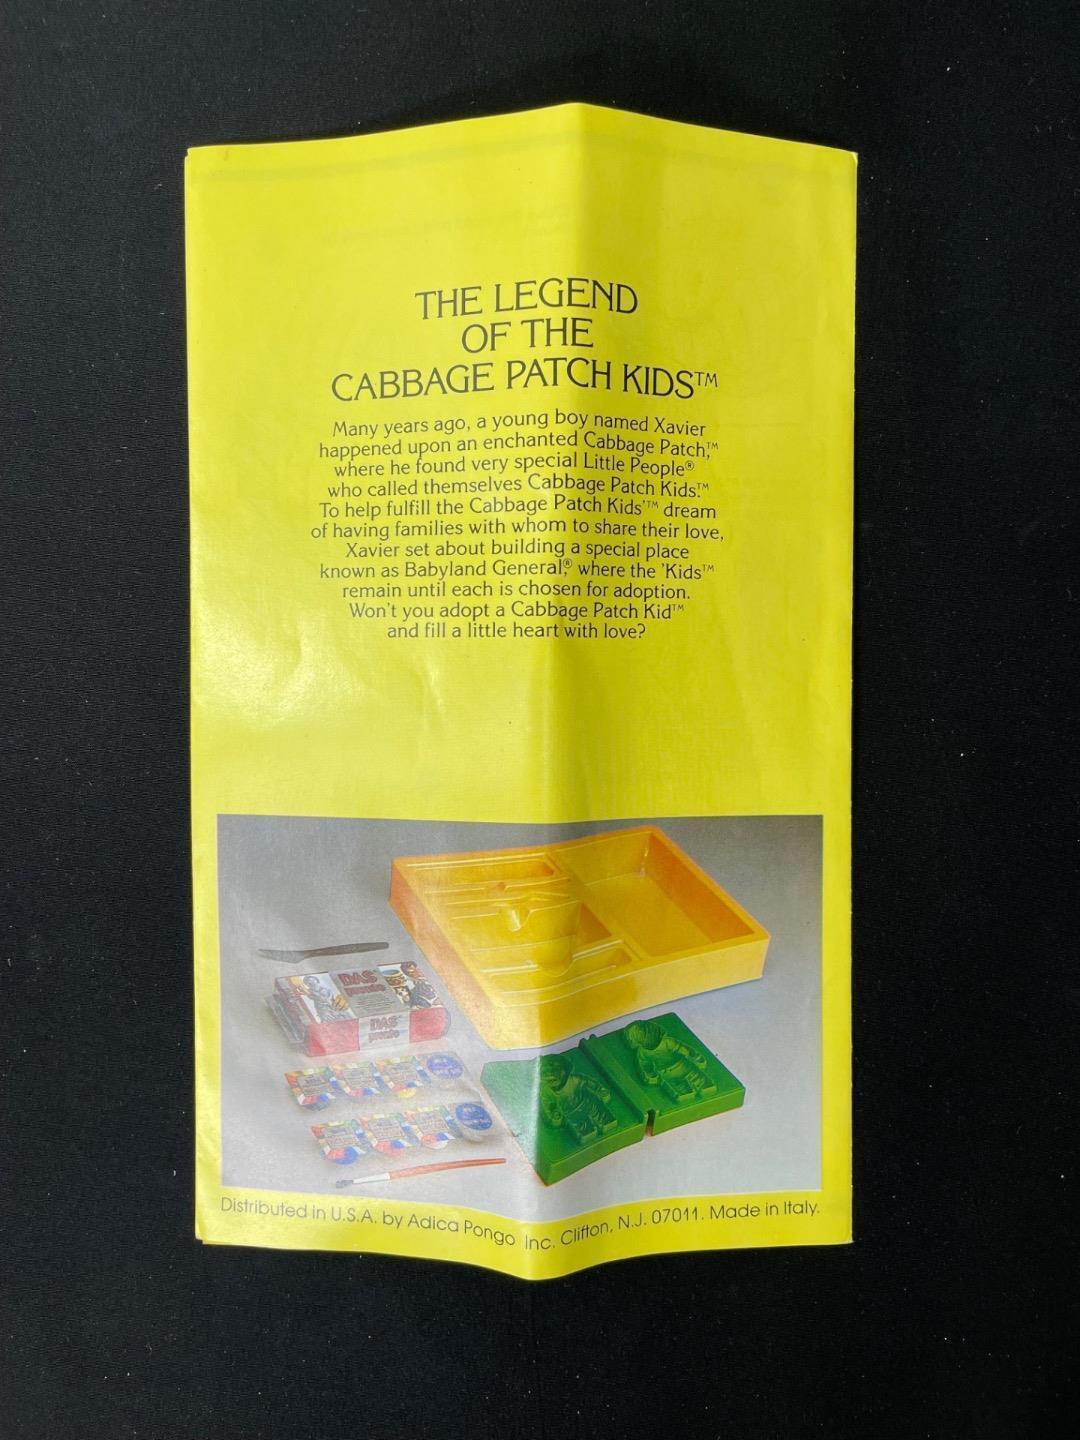 THE LEGEND
OF THE
CABBAGE PATCH KIDS™
Many years ago, a young boy named Xavier
happened upon an enchanted Cabbage Patch,™
where he found very special Little People®
who called themselves Cabbage Patch Kids.™
To help fulfill the Cabbage Patch Kids'™ dream
of having families with whom to share their love,
Xavier set about building a special place
known as Babyland General,® where the 'Kids™
remain until each is chosen for adoption.
Won't you adopt a Cabbage Patch Kid™
and fill a little heart with love?
DAS
pronto
DAS
pronto
Distributed in U.S.A. by Adica Pongo Inc. Clifton, N.J. 07011. Made in Italy.